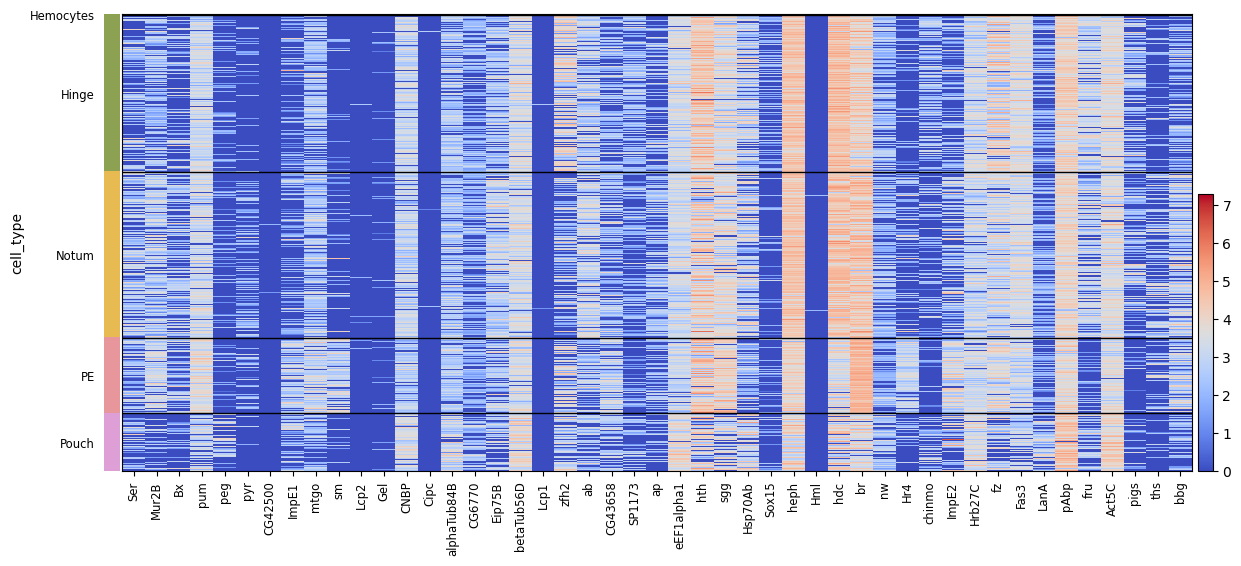 Hemocytes
Hinge
Notum
PE
Pouch
cell_type
Ser
Mur2B
Bx
pum
peg
pyr
CG42500
ImpE1
mtgo
sm
Lcp2
Gel
CNBP
Cipc
alphaTub84B
CG6770
Eip75B
betaTub56D
Lcp1
zfh2
ab
CG43658
SP1173
ap
eEF1alpha1
hth
sgg
Hsp70Ab
Sox15
heph
Hml
hdc
br
nw
Hr4
chinmo
ImpE2
Hrb27C
fz
Fas3
LanA
pAbp
fru
Act5C
pigs
ths
bbg
7
6
5
4
3
2
1
0